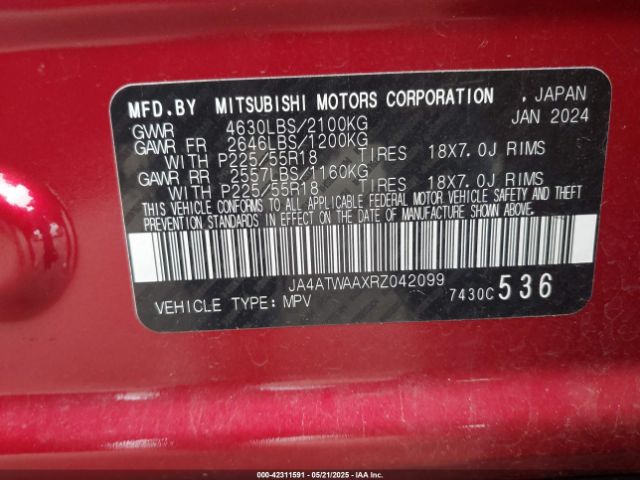 MFD.BY MITSUBISHI MOTORS CORPORATION , JAPAN
GWVR 4630LBS/2100KG JAN 2024
GAWR FR 2646LBS/1200KG
WITH P225/55R18 TIRES 18X7.0J RIMS
GAWR RR 2557LBS/1160KG
WITH P225/55R18 TIRES 18X7.0J RIMS
THIS VEHICLE CONFORMS TO ALL APPLICABLE FEDERAL MOTOR VEHICLE SAFETY AND THEFT
PREVENTION STANDARDS IN EFFECT ON THE DATE OF MANUFACTURE SHOWN ABOVE.
JA4ATWAAXRZ042099
VEHICLE TYPE: MPV 7430C 536
000-42311591 - 05/21/2025 - IAAI.CA